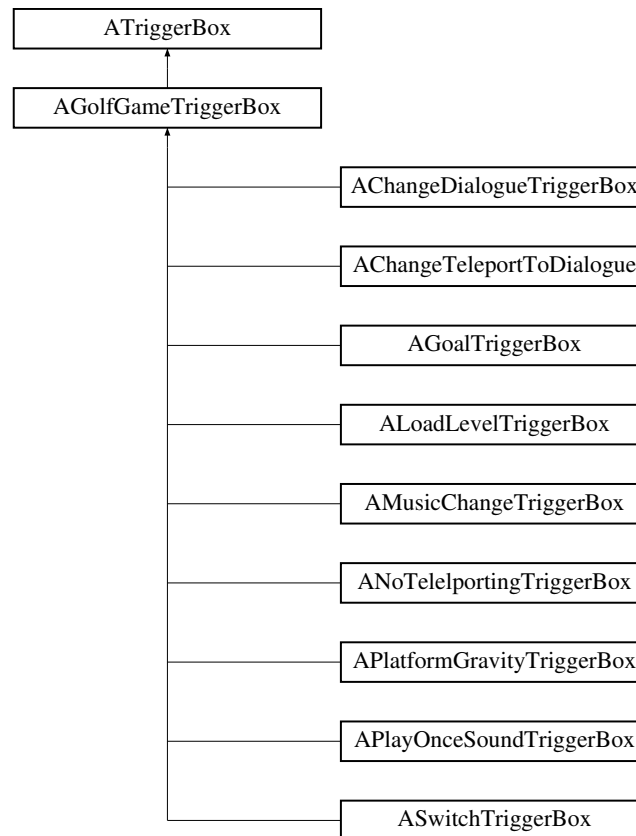 ATriggerBox
AGolfGameTriggerBox
AChangeDialogueTriggerBox
AChangeTeleportToDialogue
AGoalTriggerBox
ALoadLevelTriggerBox
AMusicChangeTriggerBox
ANoTelelportingTriggerBox
APlatformGravityTriggerBox
APlayOnceSoundTriggerBox
ASwitchTriggerBox